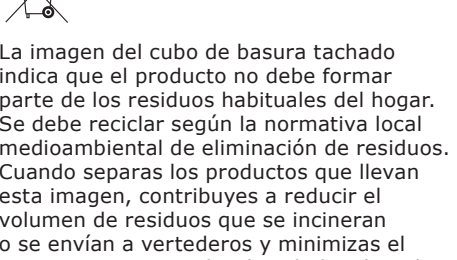 La imagen del cubo de basura tachado
indica que el producto no debe formar
parte de los residuos habituales del hogar.
Se debe reciclar según la normativa local
medioambiental de eliminación de residuos.
Cuando separas los productos que llevan
esta imagen, contribuyes a reducir el
volumen de residuos que se incineran
o se envían a vertederos y minimizas el